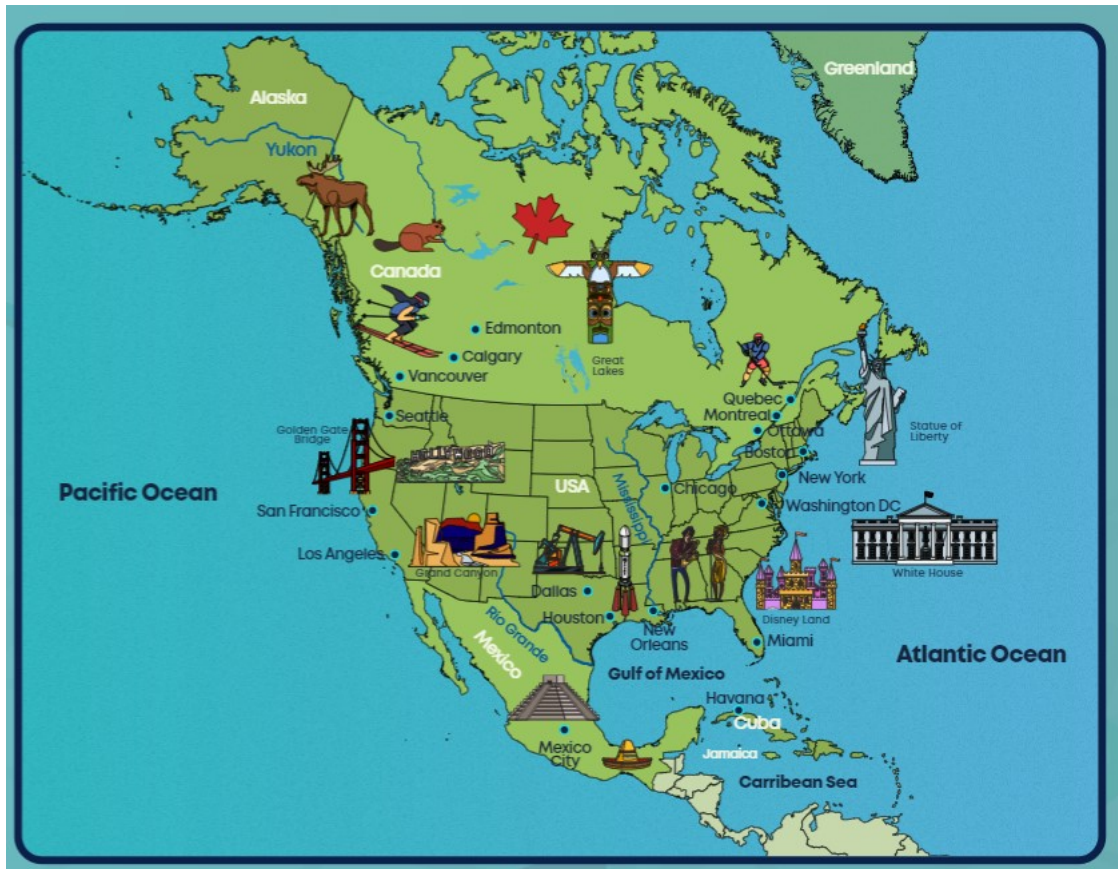 Greenland
Alaska
Yukon
Canada
Edmonton
Great
Lakes
Calgary
Vancouver
Quebec
Montreal
Seattle
Ottawa
Golden Gate
Bridge
Statue of
Liberty
HOLLYWOOD
Boston
New York
USA
Mississippi
Chicago
Pacific Ocean
Washington DC
San Francisco
Los Angeles
Grand Canyon
White House
Dallas
Houston
Disney Land
Rio Grande
New
Orleans
Miami
Mexico
Gulf of Mexico
Atlantic Ocean
Havana
Cuba
Mexico
City
Jamaica
Carribean Sea